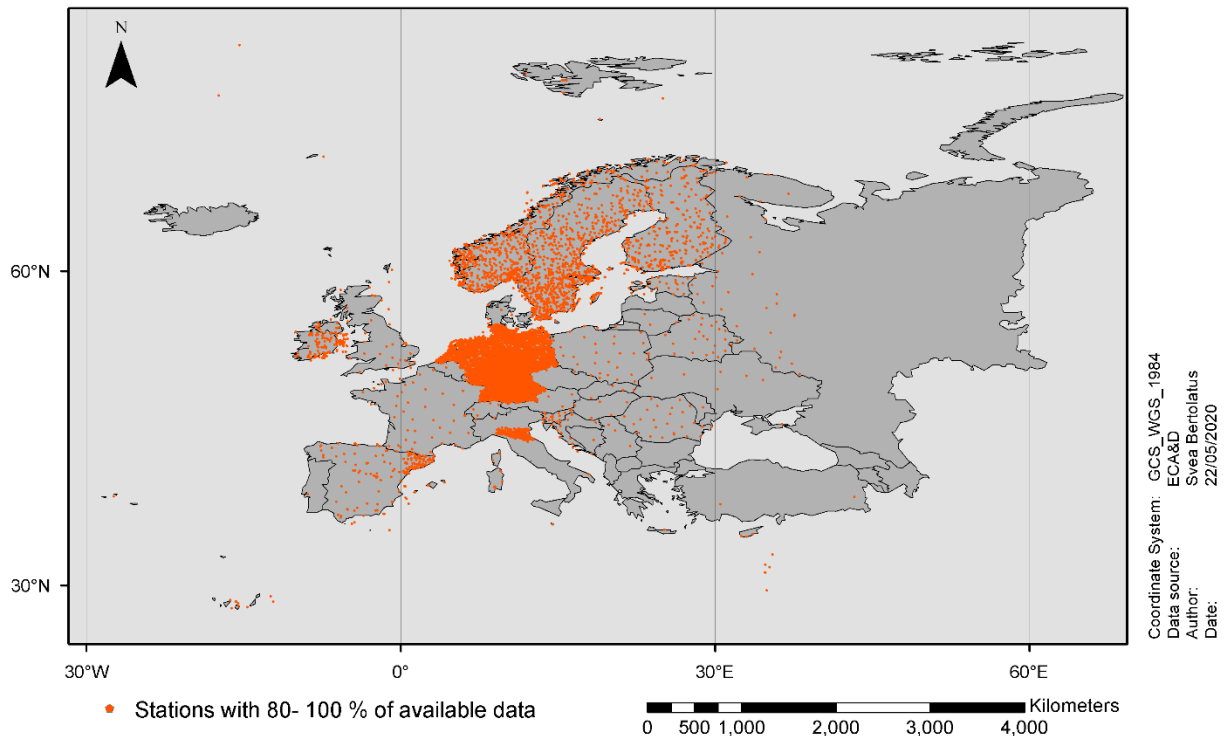 N
60°N
30°N
30°W
0°
30°E
60°E
Stations with 80- 100 % of available data
Kilometers
0 500 1,000 2,000 3,000 4,000
Coordinate System: GCS_WGS_1984
Data source: ECA&D
Author: Svea Bertolatus
Date: 22/05/2020